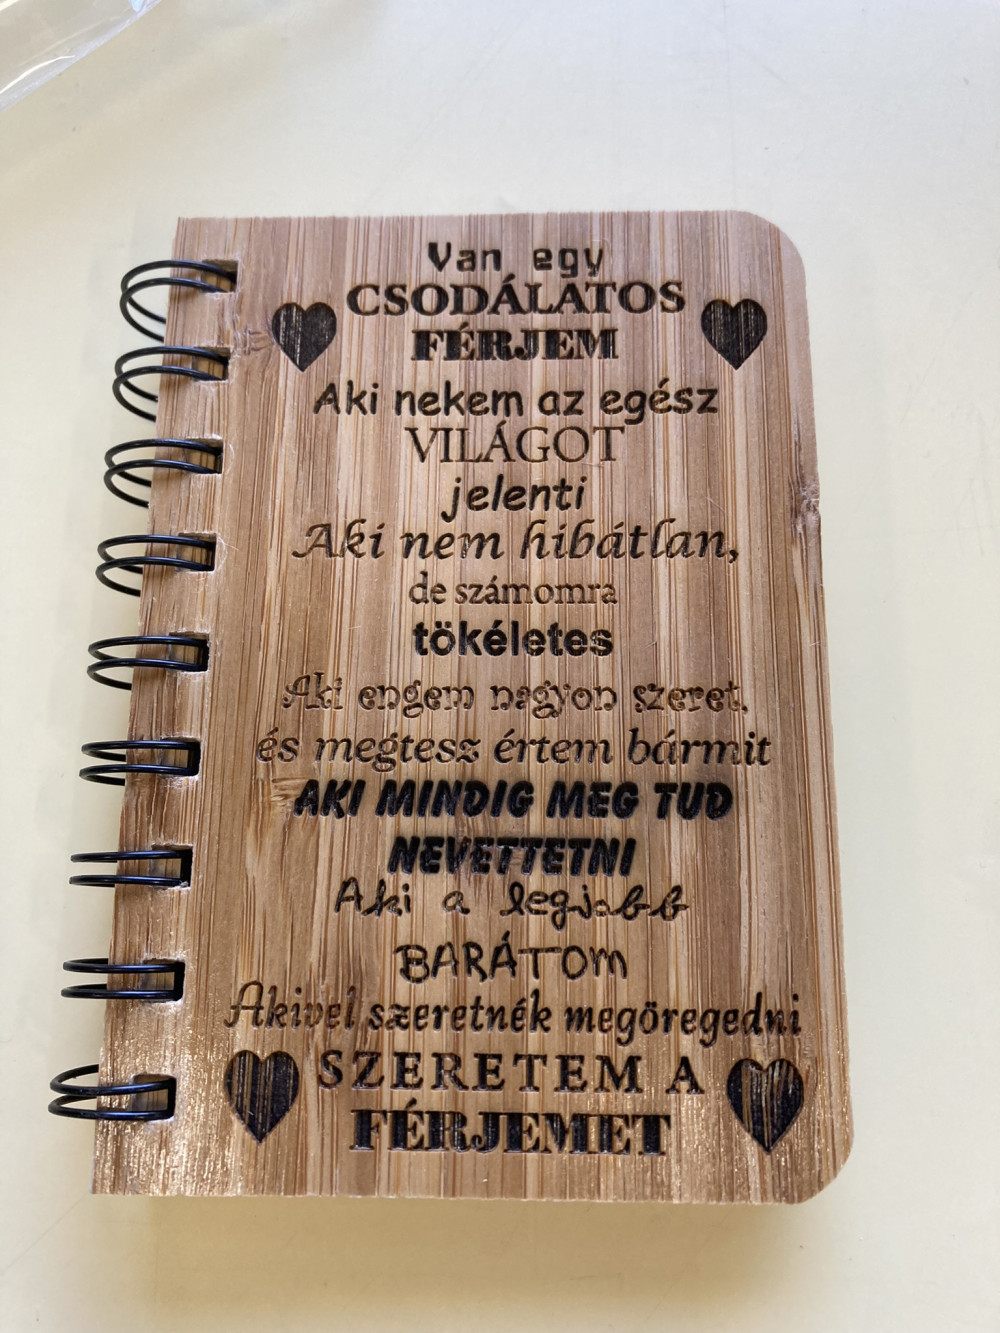 Van egy
CSODÁLATOS
FÉRJEM
Aki nekem az egész
VILÁGOT
jelenti
Aki nem hibátlan,
de számomra
tökéletes
Aki engem nagyon szeret,
és megtesz értem bármit
AKI MINDIG MEG TUD
NEVETTETNI
Aki a legjobb
BARÁTOM
Akivel szeretnék megöregedni
SZERETEM A
FÉRJEMET